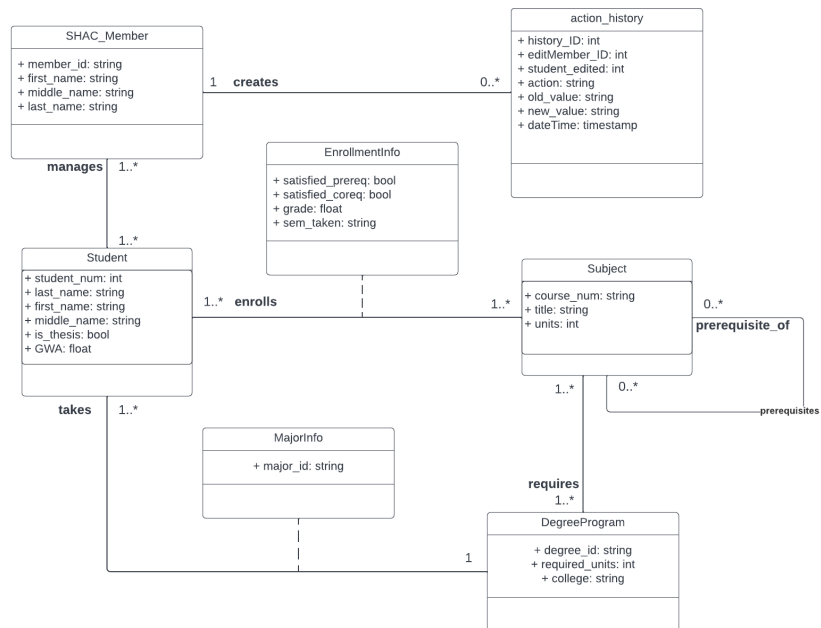 SHAC_Member
+ member_id: string
+ first_name: string
+ middle_name: string
+ last_name: string
action_history
+ history_ID: int
+ editMember_ID: int
+ student_edited: int
+ action: string
+ old_value: string
+ new_value: string
+ dateTime: timestamp
1 creates 0..*
manages 1..*
1..*
EnrollmentInfo
+ satisfied_prereq: bool
+ satisfied_coreq: bool
+ grade: float
+ sem_taken: string
Student
+ student_num: int
+ last_name: string
+ first_name: string
+ middle_name: string
+ is_thesis: bool
+ GWA: float
1..* enrolls 1..*
Subject
+ course_num: string
+ title: string
+ units: int
0..*
prerequisite_of
0..*
prerequisites
takes 1..*
1..*
MajorInfo
+ major_id: string
requires
1..*
1
DegreeProgram
+ degree_id: string
+ required_units: int
+ college: string